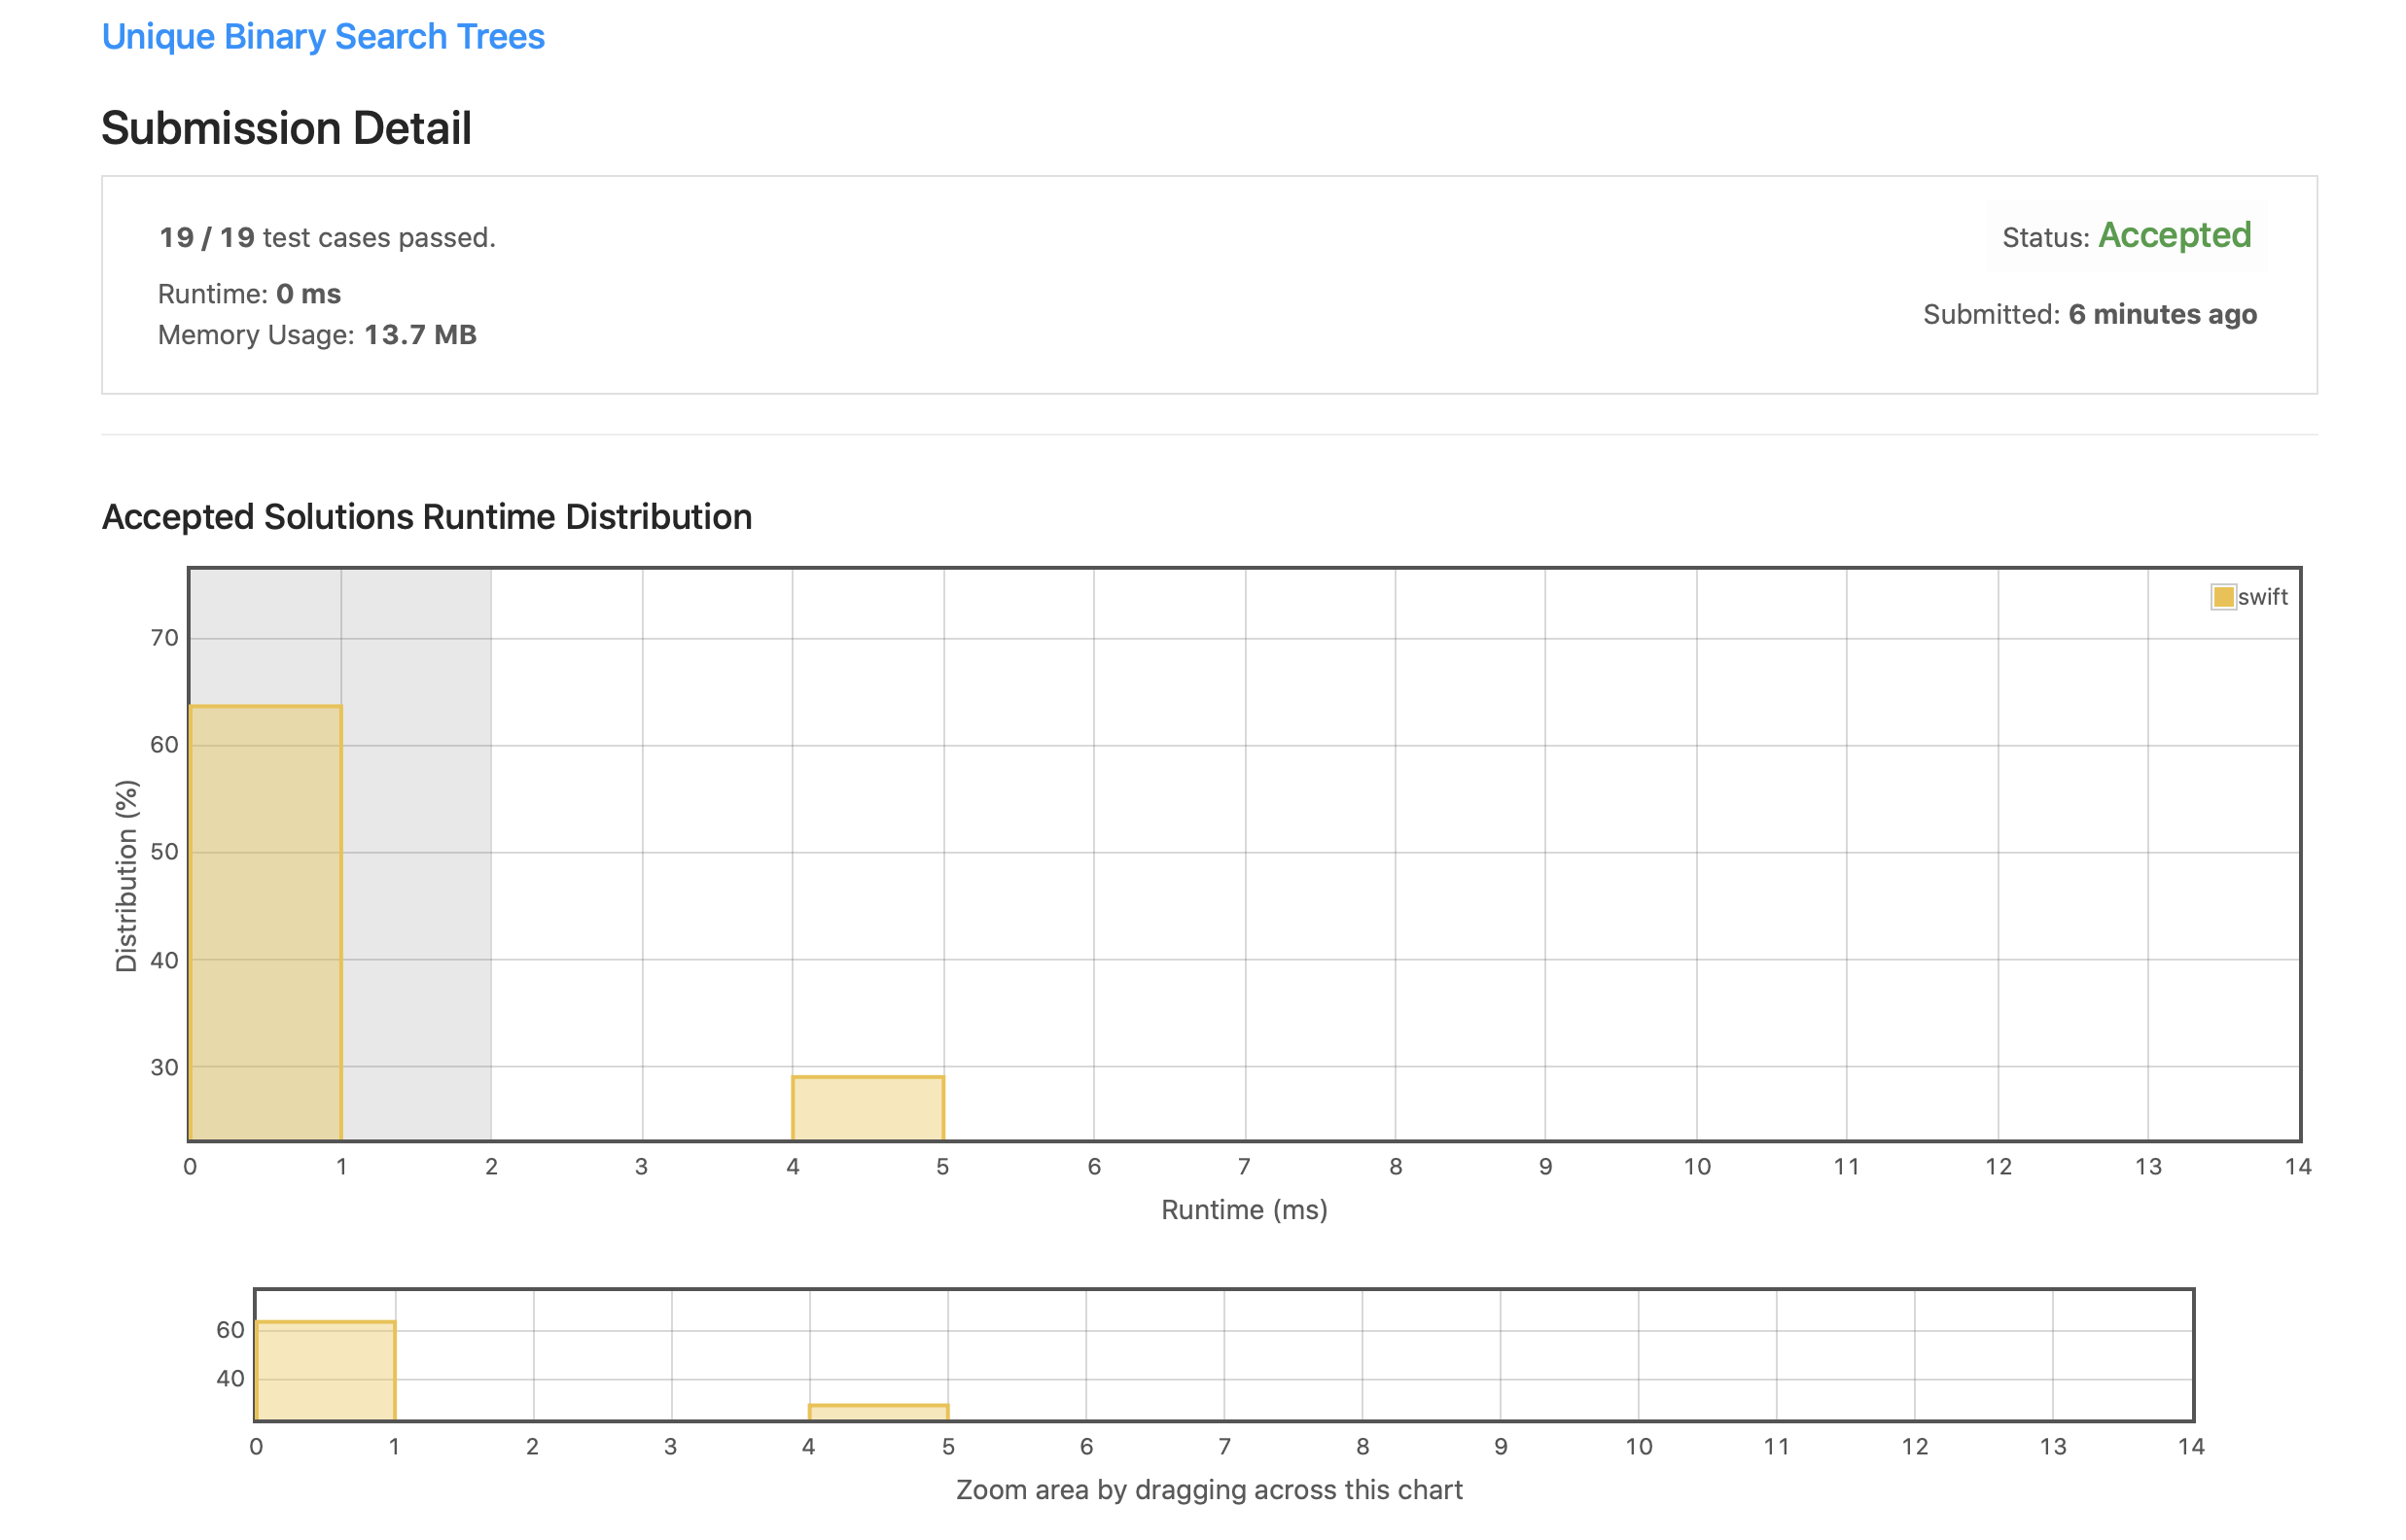 Unique Binary Search Trees
Submission Detail
19 / 19 test cases passed.
Status: Accepted
Runtime: 0 ms
Submitted: 6 minutes ago
Memory Usage: 13.7 MB
Accepted Solutions Runtime Distribution
swift
70
60
50
40
30
Distribution (%)
0 1 2 3 4 5 6 7 8 9 10 11 12 13 14
Runtime (ms)
60
40
0 1 2 3 4 5 6 7 8 9 10 11 12 13 14
Zoom area by dragging across this chart